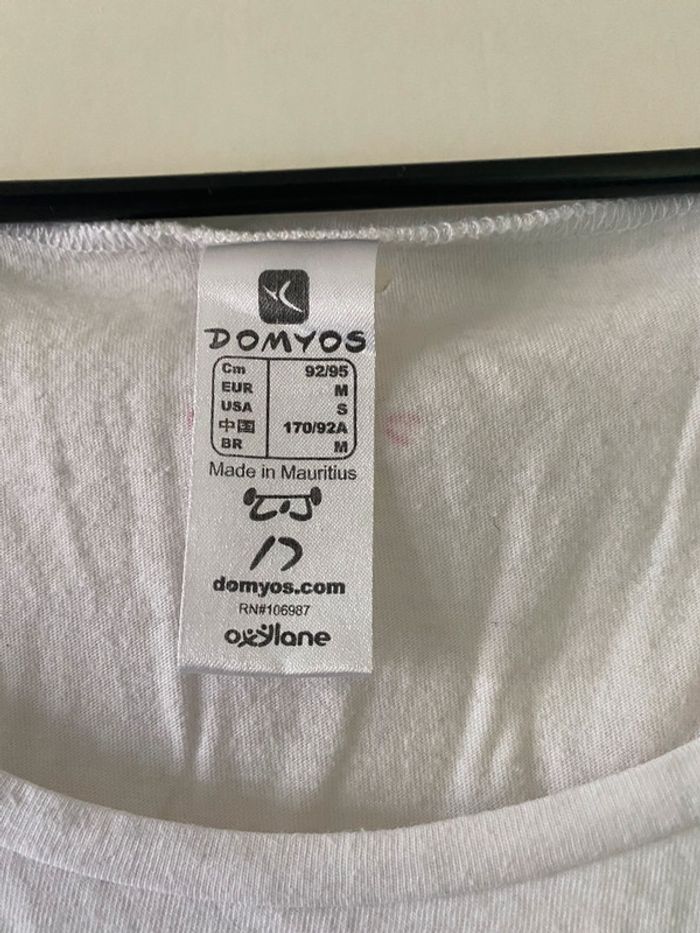 DOMYOS
Cm 92/95
EUR M
USA S
中国 170/92A
BR M
Made in Mauritius
domyos.com
RN#106987
oxylane